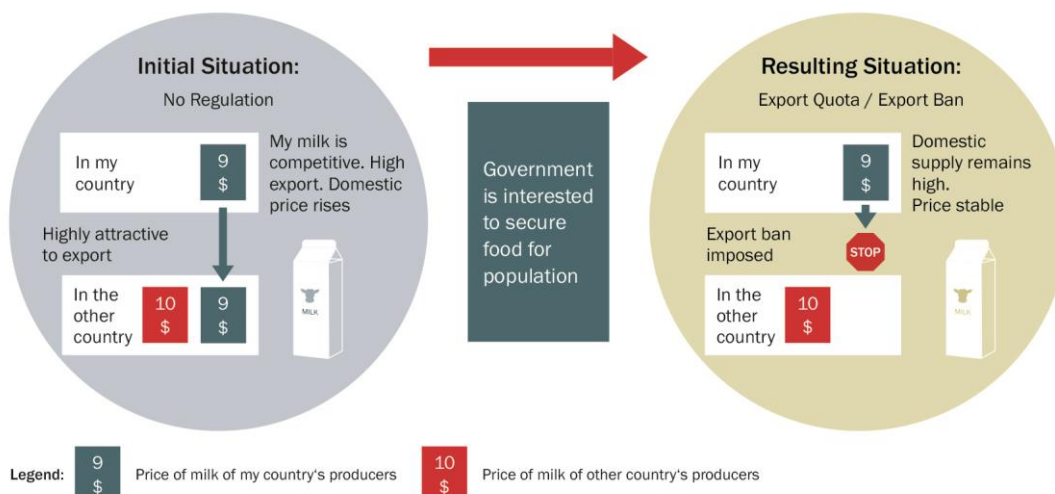 Initial Situation:
No Regulation
In my
country
9
$
My milk is
competitive. High
export. Domestic
price rises
Highly attractive
to export
In the
other
country
10
$
9
$
MILK
Government
is interested
to secure
food for
population
Resulting Situation:
Export Quota / Export Ban
In my
country
9
$
Domestic
supply remains
high.
Price stable
Export ban
imposed
STOP
In the
other
country
10
$
MILK
Legend:
9
$
Price of milk of my country‘s producers
10
$
Price of milk of other country‘s producers